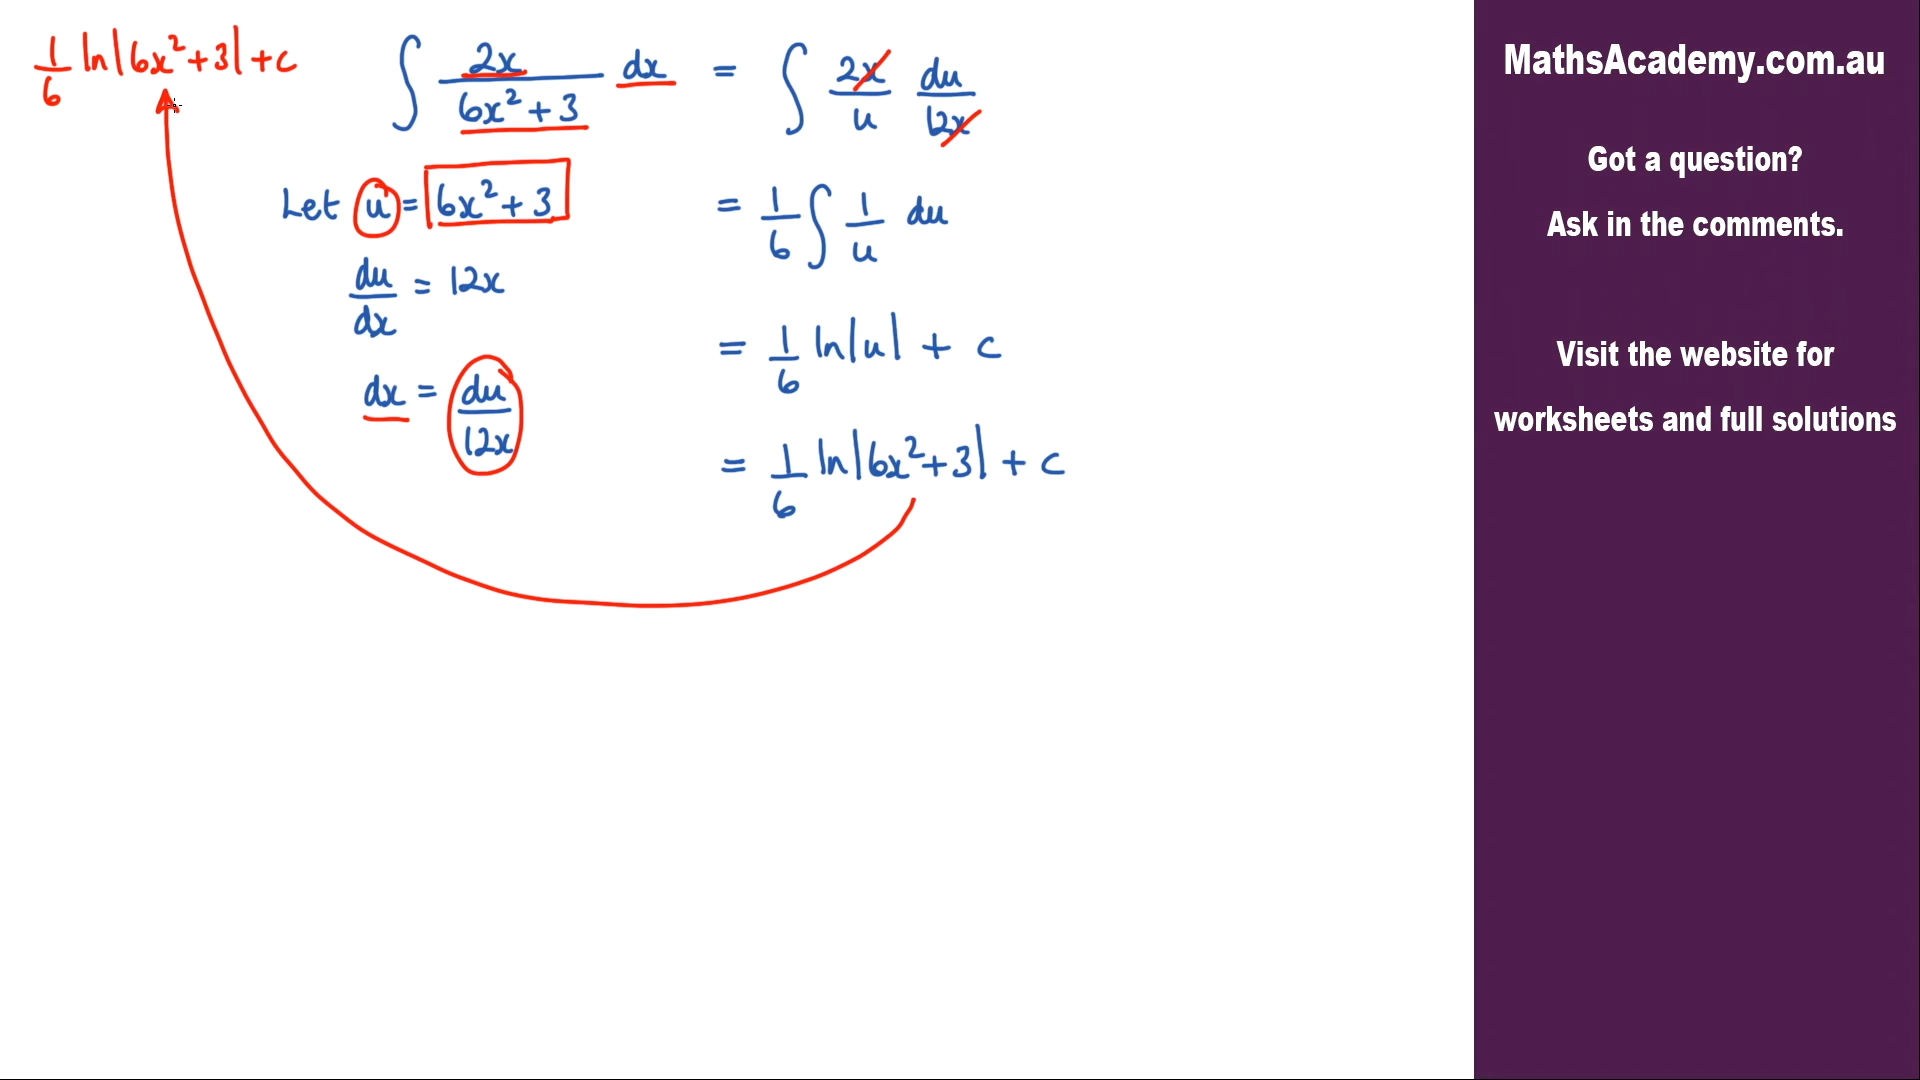 1/6 ln|6x²+3| + c
∫ 2x/(6x² + 3) dx = ∫ 2x/u du/12x
Let u = 6x² + 3
= 1/6 ∫ 1/u du
du/dx = 12x
= 1/6 ln|u| + c
dx = du/12x
= 1/6 ln|6x²+3| + c
MathsAcademy.com.au
Got a question?
Ask in the comments.
Visit the website for
worksheets and full solutions